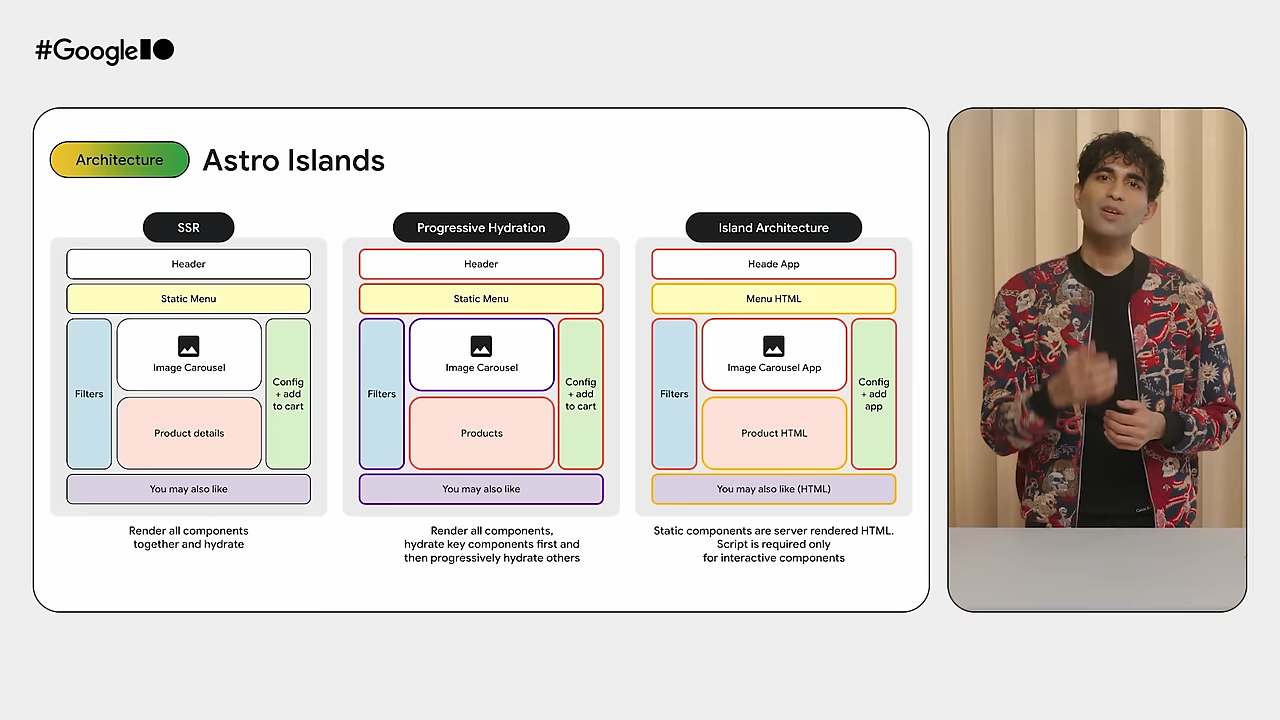 #GoogleIO
Architecture
Astro Islands
SSR
Header
Static Menu
Filters
Image Carousel
Product details
Config
+ add
to cart
You may also like
Render all components
together and hydrate
Progressive Hydration
Header
Static Menu
Filters
Image Carousel
Products
Config
+ add
to cart
You may also like
Render all components,
hydrate key components first and
then progressively hydrate others
Island Architecture
Heade App
Menu HTML
Filters
Image Carousel App
Product HTML
Config
+ add
app
You may also like (HTML)
Static components are server rendered HTML.
Script is required only
for interactive components